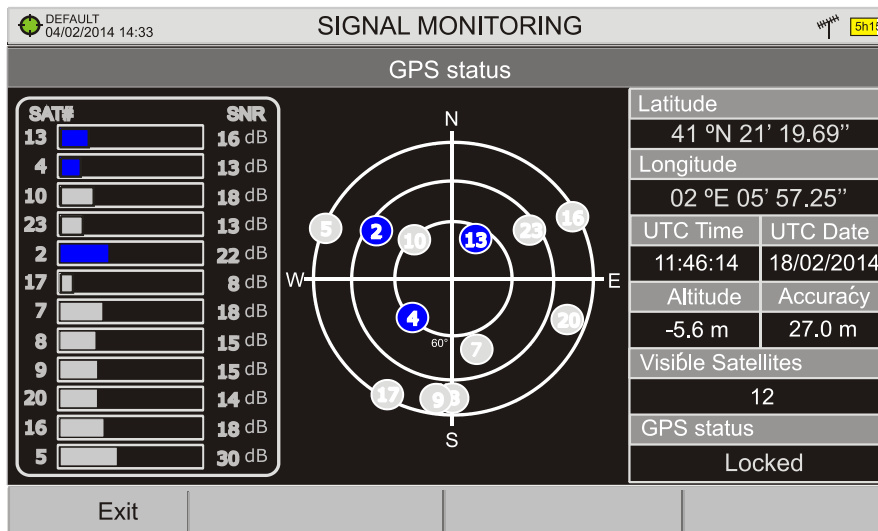 DEFAULT
04/02/2014 14:33
SIGNAL MONITORING
GPS status
SAT# SNR
13 16 dB
4 13 dB
10 18 dB
23 13 dB
2 22 dB
17 8 dB
7 18 dB
8 15 dB
9 15 dB
20 14 dB
16 18 dB
5 30 dB
N
5 2 10 13 23 16
W E
4 20
60° 7
17 9
S
Latitude
41 ºN 21’ 19.69’’
Longitude
02 ºE 05’ 57.25’’
UTC Time UTC Date
11:46:14 18/02/2014
Altitude Accuraćy
-5.6 m 27.0 m
Visible Satellites
12
GPS status
Locked
Exit